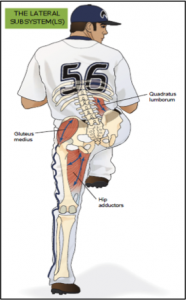 THE LATERAL
SUBSYSTEM(LS)
56
Quadratus
lumborum
Gluteus
medius
Hip
adductors